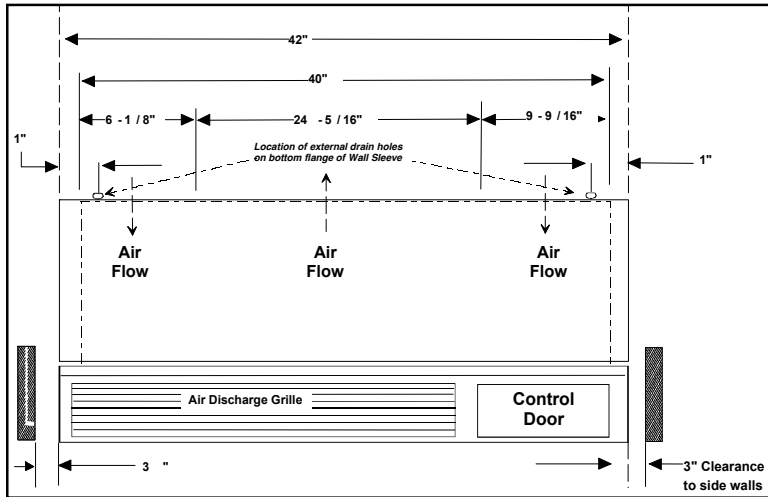 42"
40"
6 - 1 / 8"
24 - 5 / 16"
9 - 9 / 16"
1"
Location of external drain holes
on bottom flange of Wall Sleeve
1"
Air
Flow
Air
Flow
Air
Flow
Air Discharge Grille
Control
Door
3 "
3" Clearance
to side walls